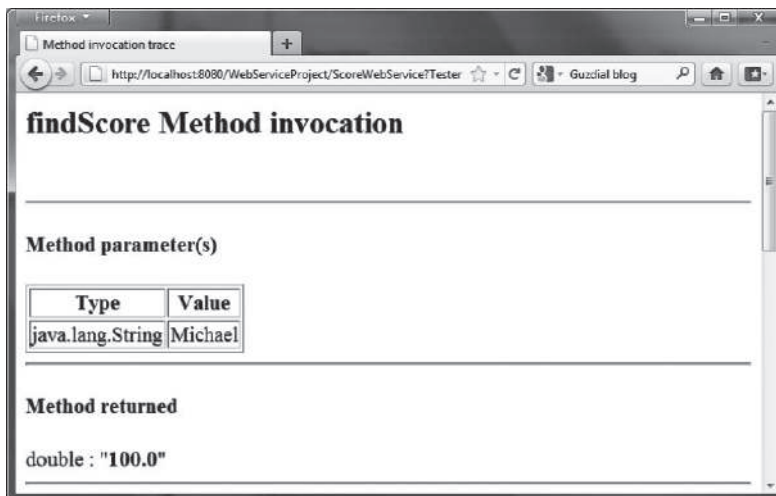 Firefox
Method invocation trace
http://localhost:8080/WebServiceProject/ScoreWebService?Tester
Guzdial blog
findScore Method invocation
Method parameter(s)
Type Value
java.lang.String Michael
Method returned
double : "100.0"